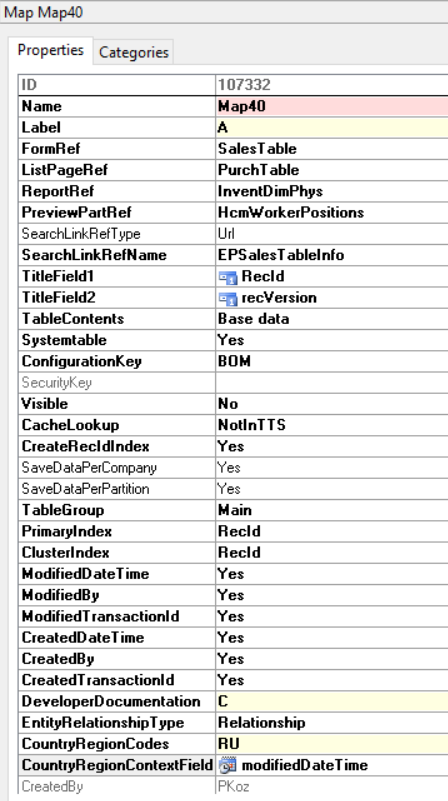 Map Map40
Properties Categories
ID 107332
Name Map40
Label A
FormRef SalesTable
ListPageRef PurchTable
ReportRef InventDimPhys
PreviewPartRef HcmWorkerPositions
SearchLinkRefType Url
SearchLinkRefName EPSalesTableInfo
TitleField1 RecId
TitleField2 recVersion
TableContents Base data
Systemtable Yes
ConfigurationKey BOM
SecurityKey
Visible No
CacheLookup NotInTTS
CreateRecIdIndex Yes
SaveDataPerCompany Yes
SaveDataPerPartition Yes
TableGroup Main
PrimaryIndex RecId
ClusterIndex RecId
ModifiedDateTime Yes
ModifiedBy Yes
ModifiedTransactionId Yes
CreatedDateTime Yes
CreatedBy Yes
CreatedTransactionId Yes
DeveloperDocumentation C
EntityRelationshipType Relationship
CountryRegionCodes RU
CountryRegionContextField modifiedDateTime
CreatedBy PKoz